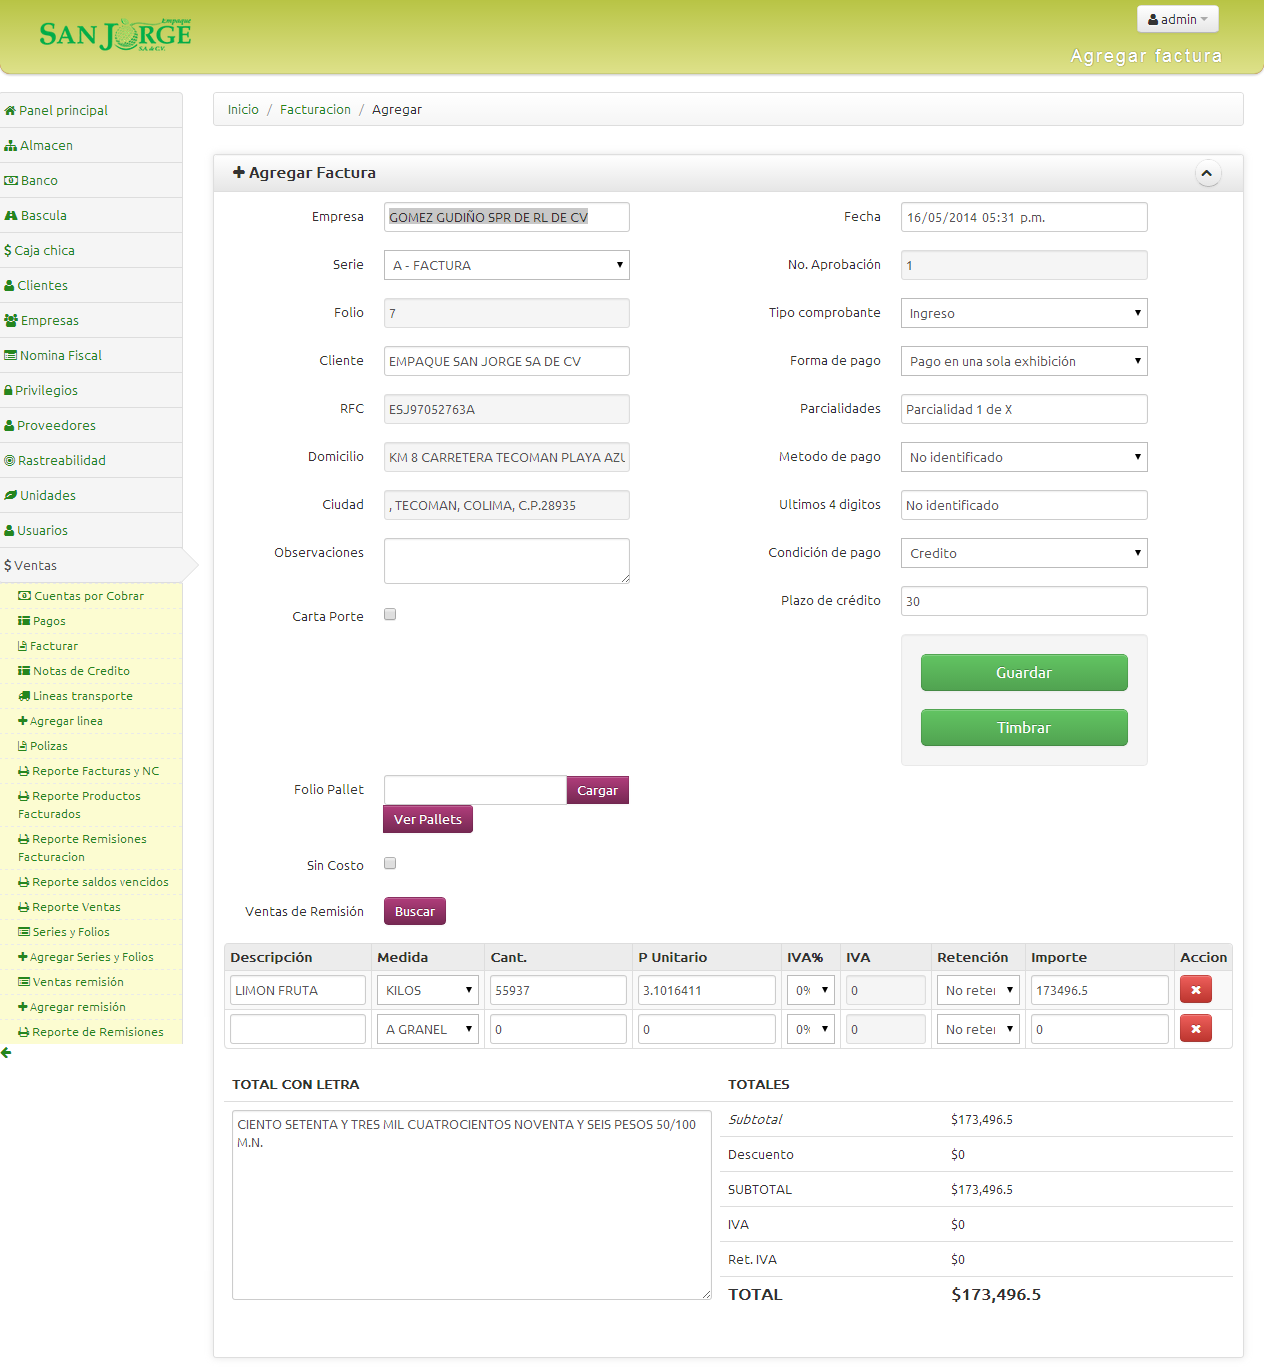 Empaque
SAN JORGE
S.A. de C.V.
admin
Agregar factura
Panel principal
Almacen
Banco
Bascula
$ Caja chica
Clientes
Empresas
Nomina Fiscal
Privilegios
Proveedores
Rastreabilidad
Unidades
Usuarios
$ Ventas
Cuentas por Cobrar
Pagos
Facturar
Notas de Credito
Lineas transporte
Agregar linea
Polizas
Reporte Facturas y NC
Reporte Productos
Facturados
Reporte Remisiones
Facturacion
Reporte saldos vencidos
Reporte Ventas
Series y Folios
Agregar Series y Folios
Ventas remisión
Agregar remisión
Reporte de Remisiones
Inicio / Facturacion / Agregar
Agregar Factura
Empresa GOMEZ GUDIÑO SPR DE RL DE CV
Serie A - FACTURA
Folio 7
Cliente EMPAQUE SAN JORGE SA DE CV
RFC ESJ97052763A
Domicilio KM 8 CARRETERA TECOMAN PLAYA AZU
Ciudad , TECOMAN, COLIMA, C.P.28935
Observaciones
Carta Porte
Fecha 16/05/2014 05:31 p.m.
No. Aprobación 1
Tipo comprobante Ingreso
Forma de pago Pago en una sola exhibición
Parcialidades Parcialidad 1 de X
Metodo de pago No identificado
Ultimos 4 digitos No identificado
Condición de pago Credito
Plazo de crédito 30
Guardar
Timbrar
Folio Pallet Cargar
Ver Pallets
Sin Costo
Ventas de Remisión Buscar
Descripción Medida Cant. P Unitario IVA% IVA Retención Importe Accion
LIMON FRUTA KILOS 55937 3.1016411 0% 0 No reter 173496.5
A GRANEL 0 0 0% 0 No reter 0
TOTAL CON LETRA
CIENTO SETENTA Y TRES MIL CUATROCIENTOS NOVENTA Y SEIS PESOS 50/100
M.N.
TOTALES
Subtotal $173,496.5
Descuento $0
SUBTOTAL $173,496.5
IVA $0
Ret. IVA $0
TOTAL $173,496.5